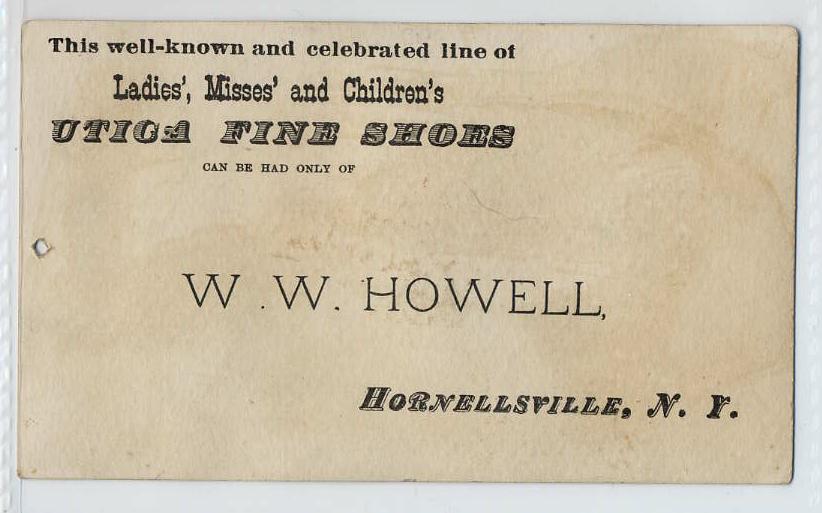 This well-known and celebrated line of
Ladies', Misses' and Children's
UTICA FINE SHOES
CAN BE HAD ONLY OF
W. W. HOWELL,
HORNELLSVILLE, N. Y.